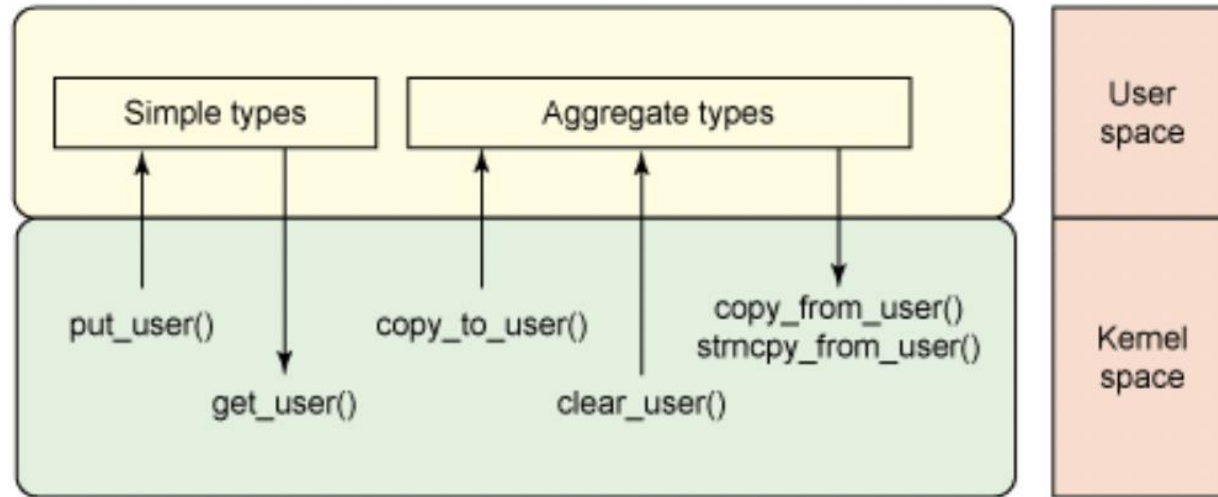 Simple types
Aggregate types
User
space
put_user()
copy_to_user()
copy_from_user()
strncpy_from_user()
get_user()
clear_user()
Kernel
space